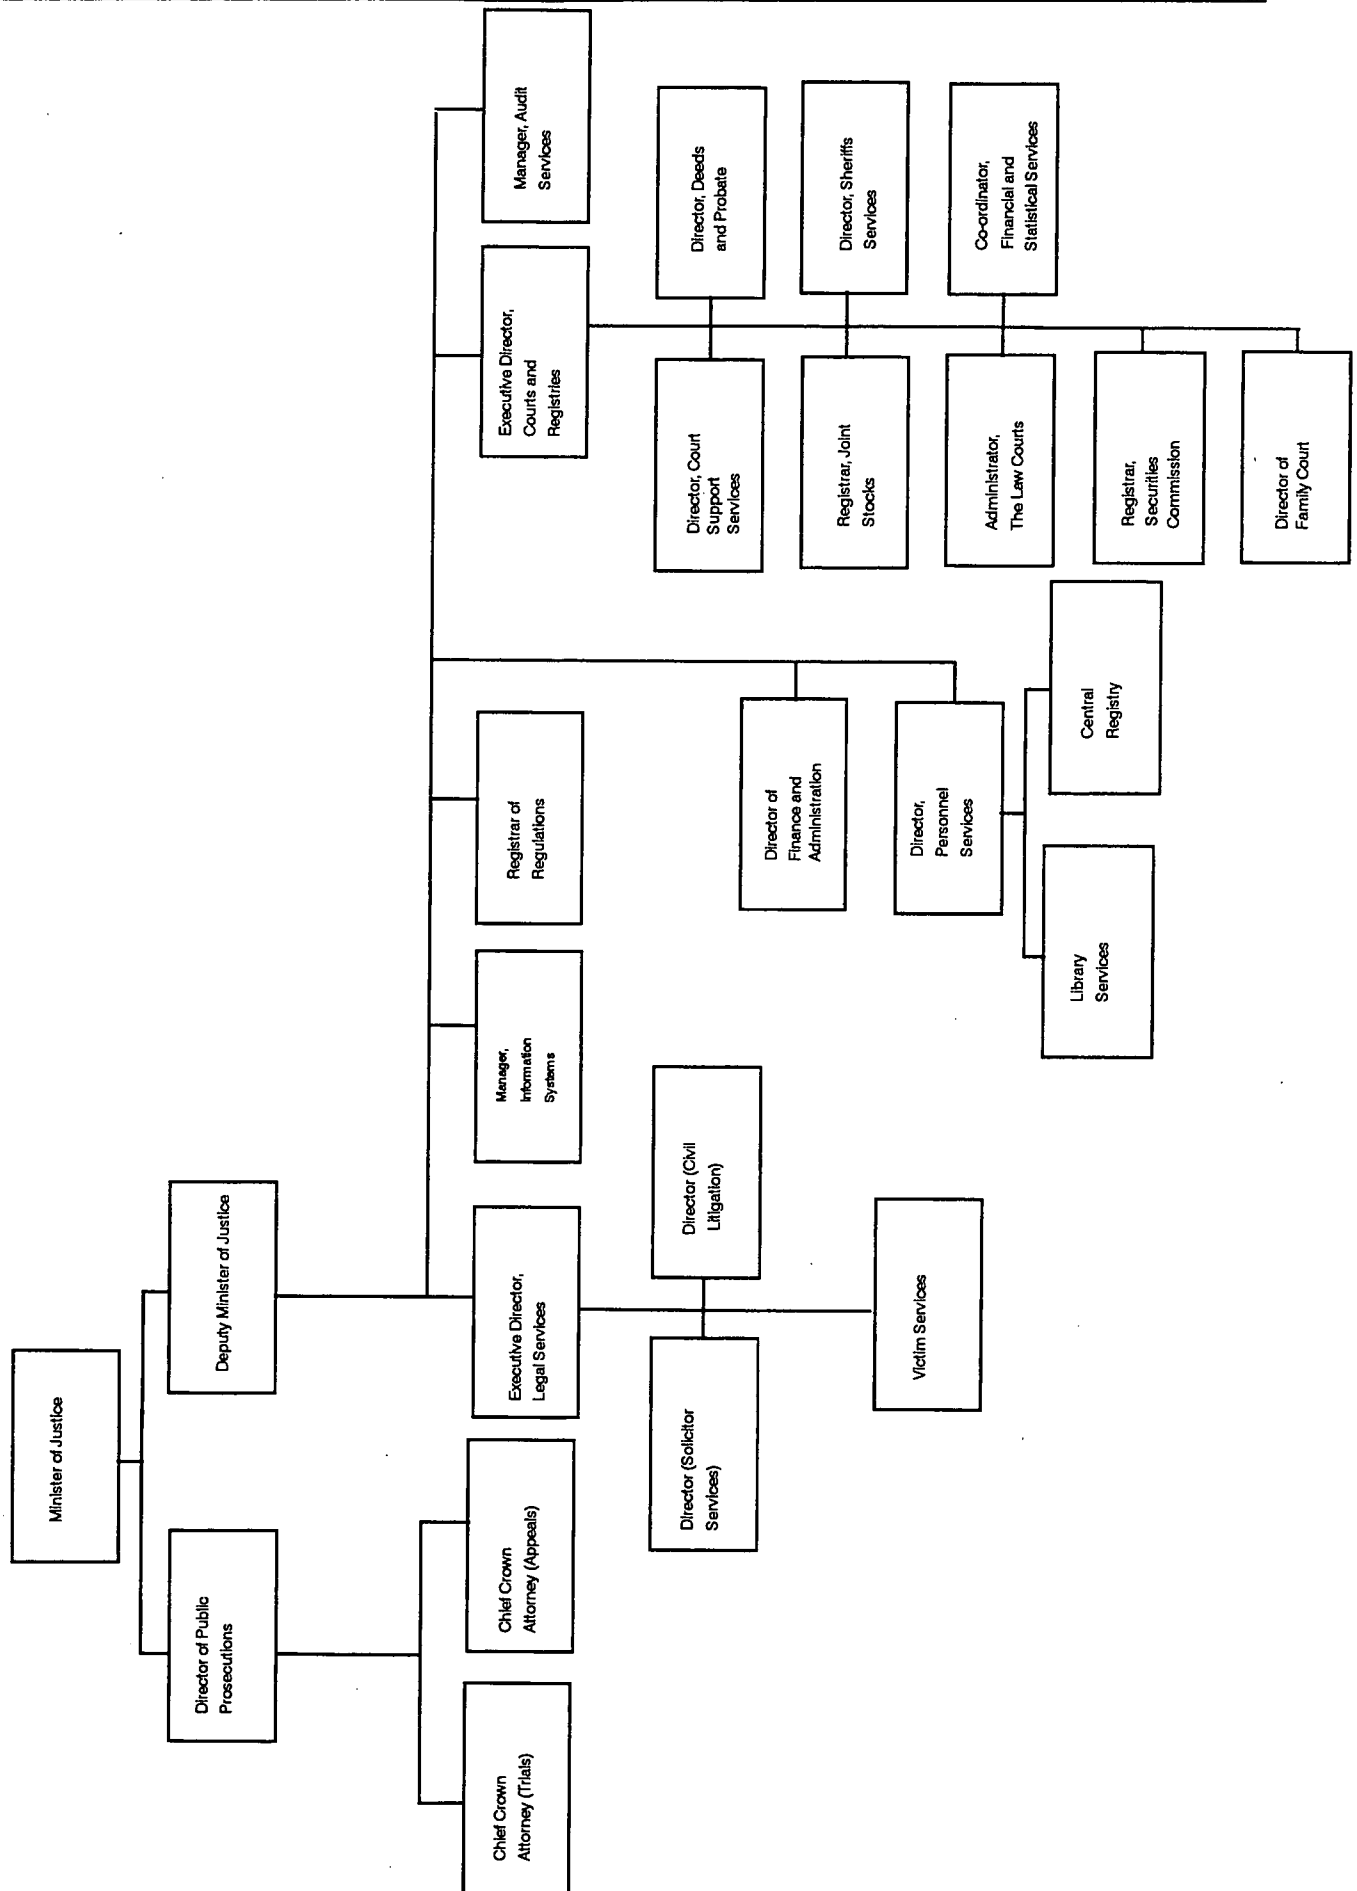 Minister of Justice
Director of Public
Prosecutions
Deputy Minister of Justice
Chief Crown
Attorney (Trials)
Chief Crown
Attorney (Appeals)
Executive Director,
Legal Services
Manager,
Information
Systems
Registrar of
Regulations
Executive Director,
Courts and
Registries
Manager, Audit
Services
Director (Solicitor
Services)
Director (Civil
Litigation)
Victim Services
Director of
Finance and
Administration
Director,
Personnel
Services
Library
Services
Central
Registry
Director, Court
Support
Services
Director, Deeds
and Probate
Registrar, Joint
Stocks
Director, Sheriffs
Services
Administrator,
The Law Courts
Co-ordinator,
Financial and
Statistical Services
Registrar,
Securities
Commission
Director of
Family Court